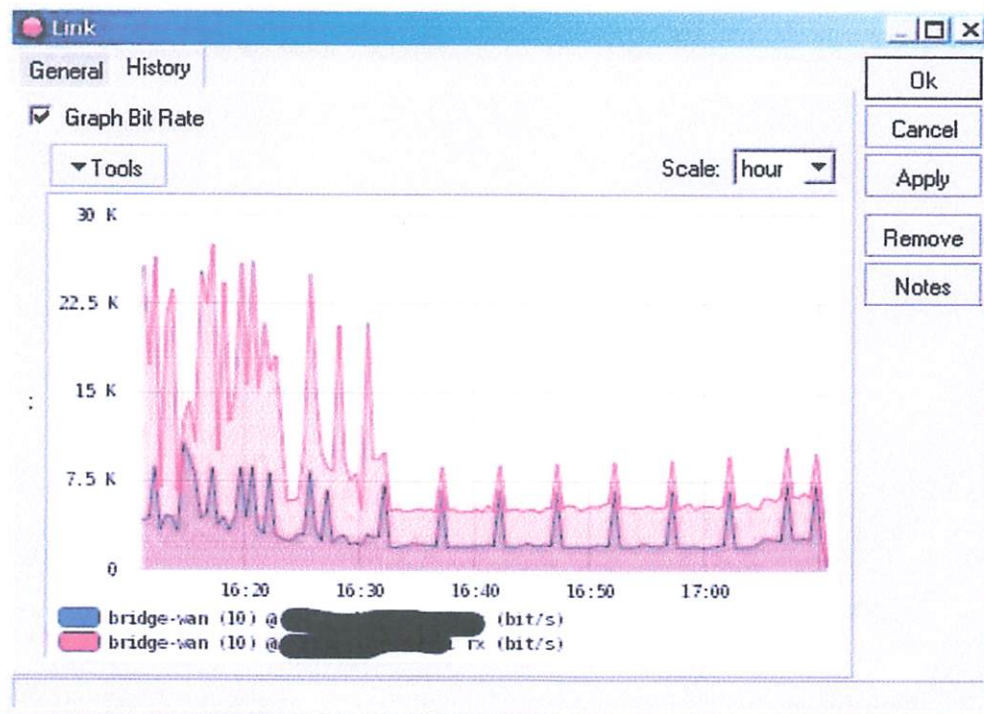 Link
General History
Graph Bit Rate
Tools
Scale: hour
Ok
Cancel
Apply
Remove
Notes
30 K
22.5 K
15 K
:
7.5 K
0
16:20 16:30 16:40 16:50 17:00
bridge-wan (10) @ (bit/s)
bridge-wan (10) @ rx (bit/s)